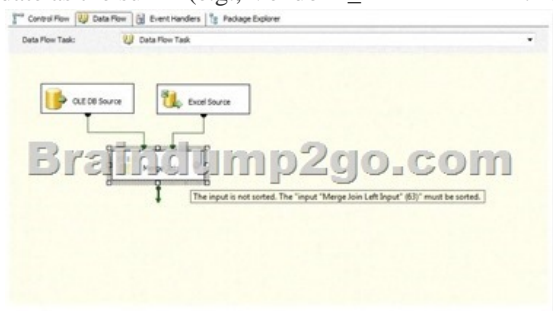 Control Flow Data Flow Event Handlers Package Explorer
Data Flow Task: Data Flow Task
OLE DB Source Excel Source
Braindump2go.com
The input is not sorted. The "input "Merge Join Left Input" (63)" must be sorted.